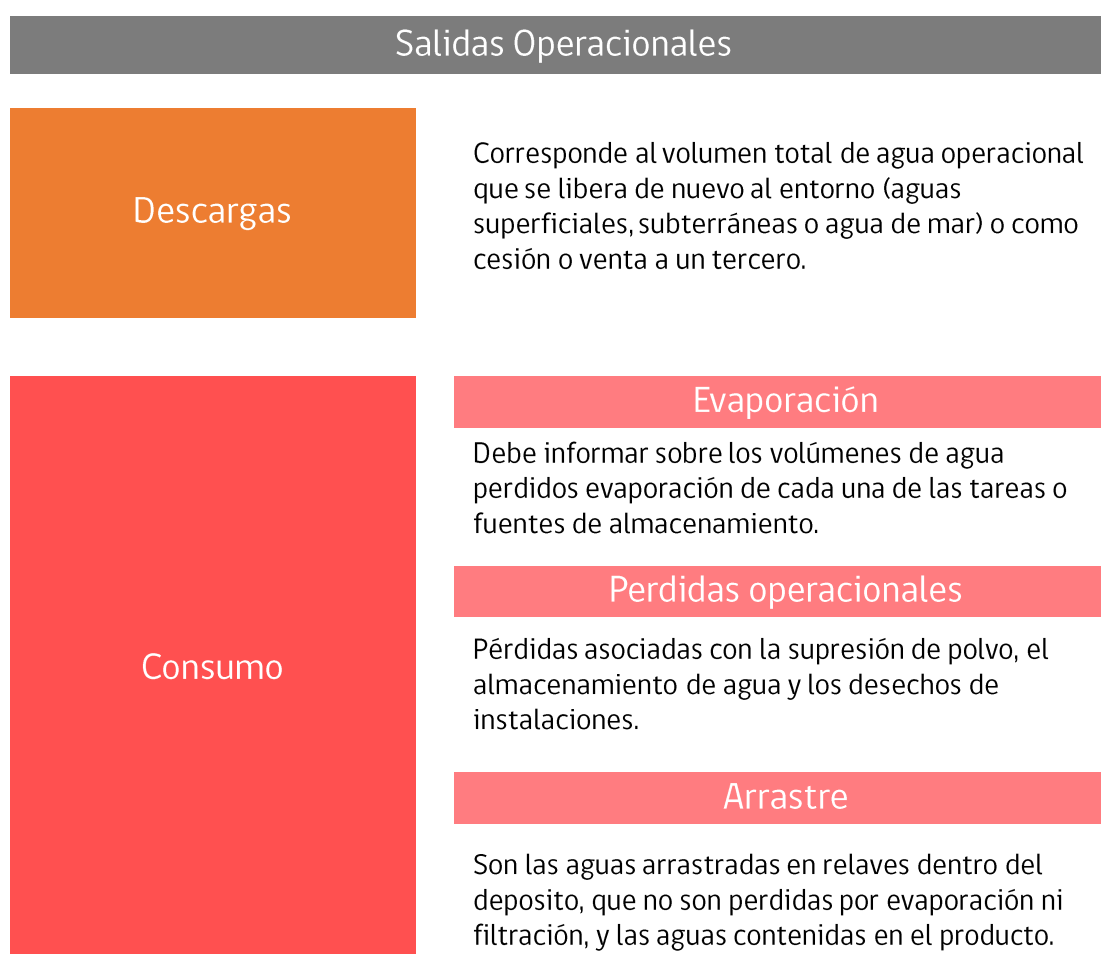 Salidas Operacionales
Descargas
Corresponde al volumen total de agua operacional
que se libera de nuevo al entorno (aguas
superficiales, subterráneas o agua de mar) o como
cesión o venta a un tercero.
Consumo
Evaporación
Debe informar sobre los volúmenes de agua
perdidos evaporación de cada una de las tareas o
fuentes de almacenamiento.
Perdidas operacionales
Pérdidas asociadas con la supresión de polvo, el
almacenamiento de agua y los desechos de
instalaciones.
Arrastre
Son las aguas arrastradas en relaves dentro del
deposito, que no son perdidas por evaporación ni
filtración, y las aguas contenidas en el producto.